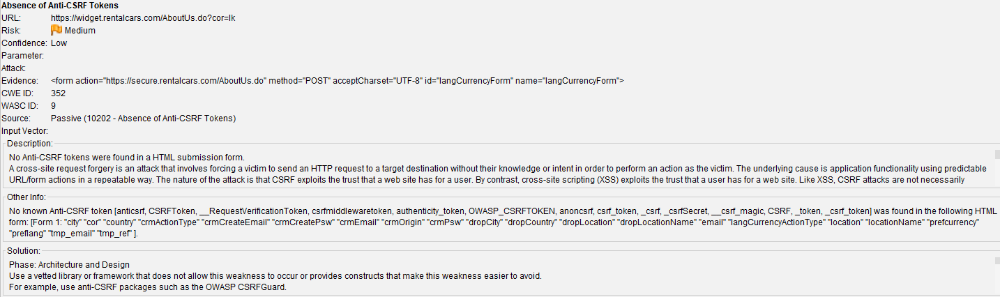 Absence of Anti-CSRF Tokens
URL: https://widget.rentalcars.com/AboutUs.do?cor=lk
Risk: Medium
Confidence: Low
Parameter:
Attack:
Evidence: <form action="https://secure.rentalcars.com/AboutUs.do" method="POST" acceptCharset="UTF-8" id="langCurrencyForm" name="langCurrencyForm">
CWE ID: 352
WASC ID: 9
Source: Passive (10202 - Absence of Anti-CSRF Tokens)
Input Vector:
Description:
No Anti-CSRF tokens were found in a HTML submission form.
A cross-site request forgery is an attack that involves forcing a victim to send an HTTP request to a target destination without their knowledge or intent in order to perform an action as the victim. The underlying cause is application functionality using predictable
URL/form actions in a repeatable way. The nature of the attack is that CSRF exploits the trust that a web site has for a user. By contrast, cross-site scripting (XSS) exploits the trust that a user has for a web site. Like XSS, CSRF attacks are not necessarily
Other Info:
No known Anti-CSRF token [anticsrf, CSRFToken, __RequestVerificationToken, csrfmiddlewaretoken, authenticity_token, OWASP_CSRFTOKEN, anoncsrf, csrf_token, _csrf, _csrfSecret, __csrf_magic, CSRF, _token, _csrf_token] was found in the following HTML
form: [Form 1: "city" "cor" "country" "crmActionType" "crmCreateEmail" "crmCreatePsw" "crmEmail" "crmOrigin" "crmPsw" "dropCity" "dropCountry" "dropLocation" "dropLocationName" "email" "langCurrencyActionType" "location" "locationName" "prefcurrency"
"preflang" "tmp_email" "tmp_ref" ].
Solution:
Phase: Architecture and Design
Use a vetted library or framework that does not allow this weakness to occur or provides constructs that make this weakness easier to avoid.
For example, use anti-CSRF packages such as the OWASP CSRFGuard.